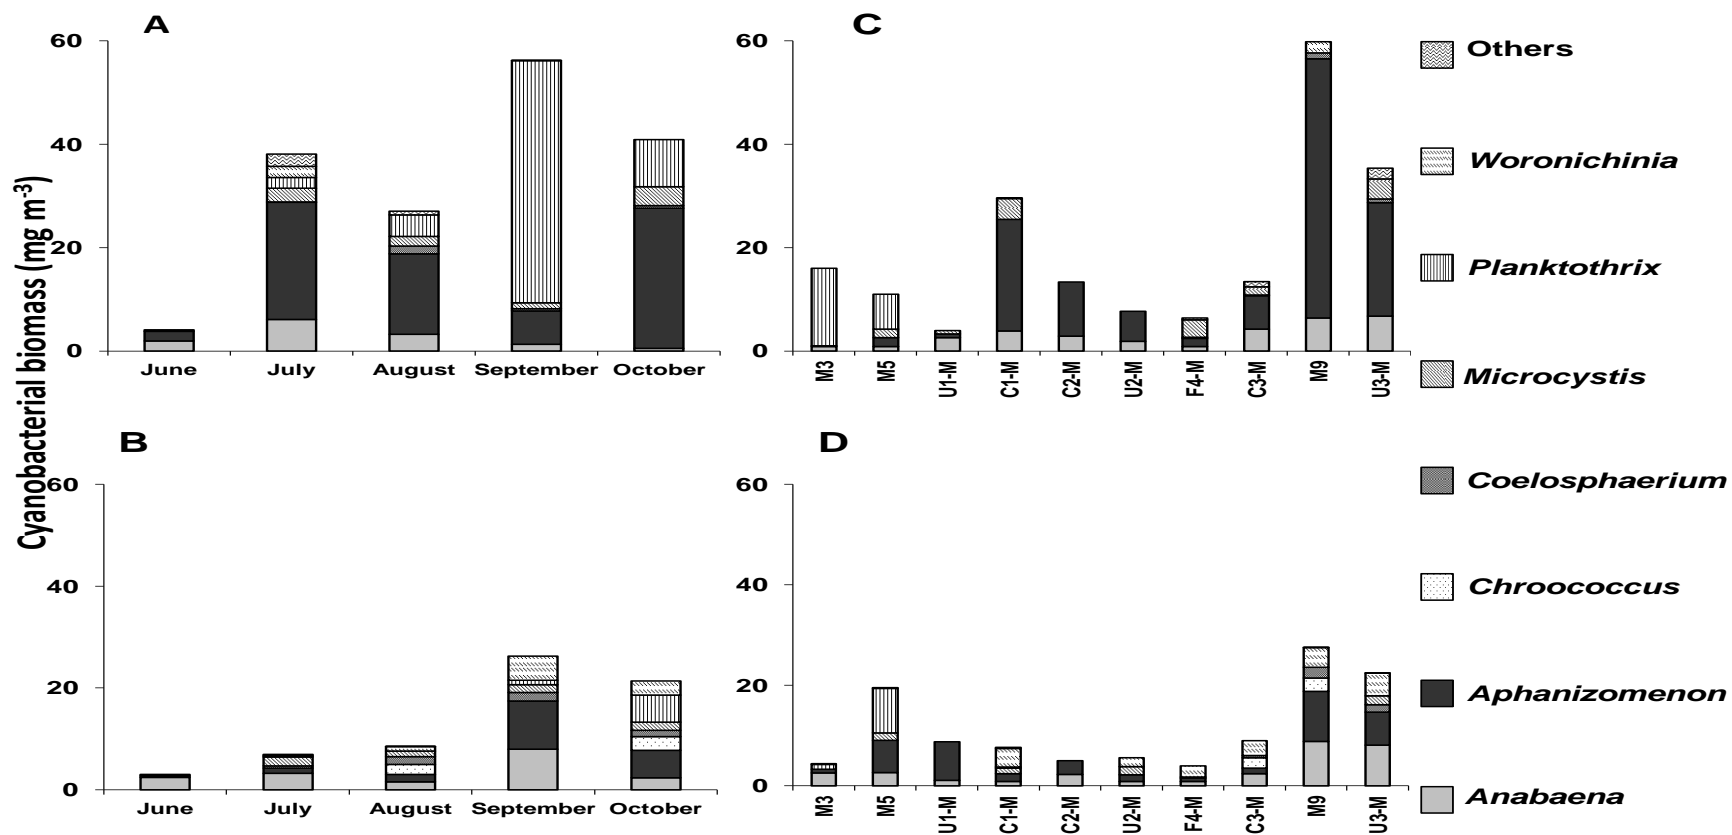 A
C
Cyanobacterial biomass (mg m-3)
60
40
20
0
June July August September October
60
40
20
0
M3 M5 U1-M C1-M C2-M U2-M F4-M C3-M M9 U3-M
B
D
60
40
20
0
June July August September October
60
40
20
0
M3 M5 U1-M C1-M C2-M U2-M F4-M C3-M M9 U3-M
Others
Woronichinia
Planktothrix
Microcystis
Coelosphaerium
Chroococcus
Aphanizomenon
Anabaena